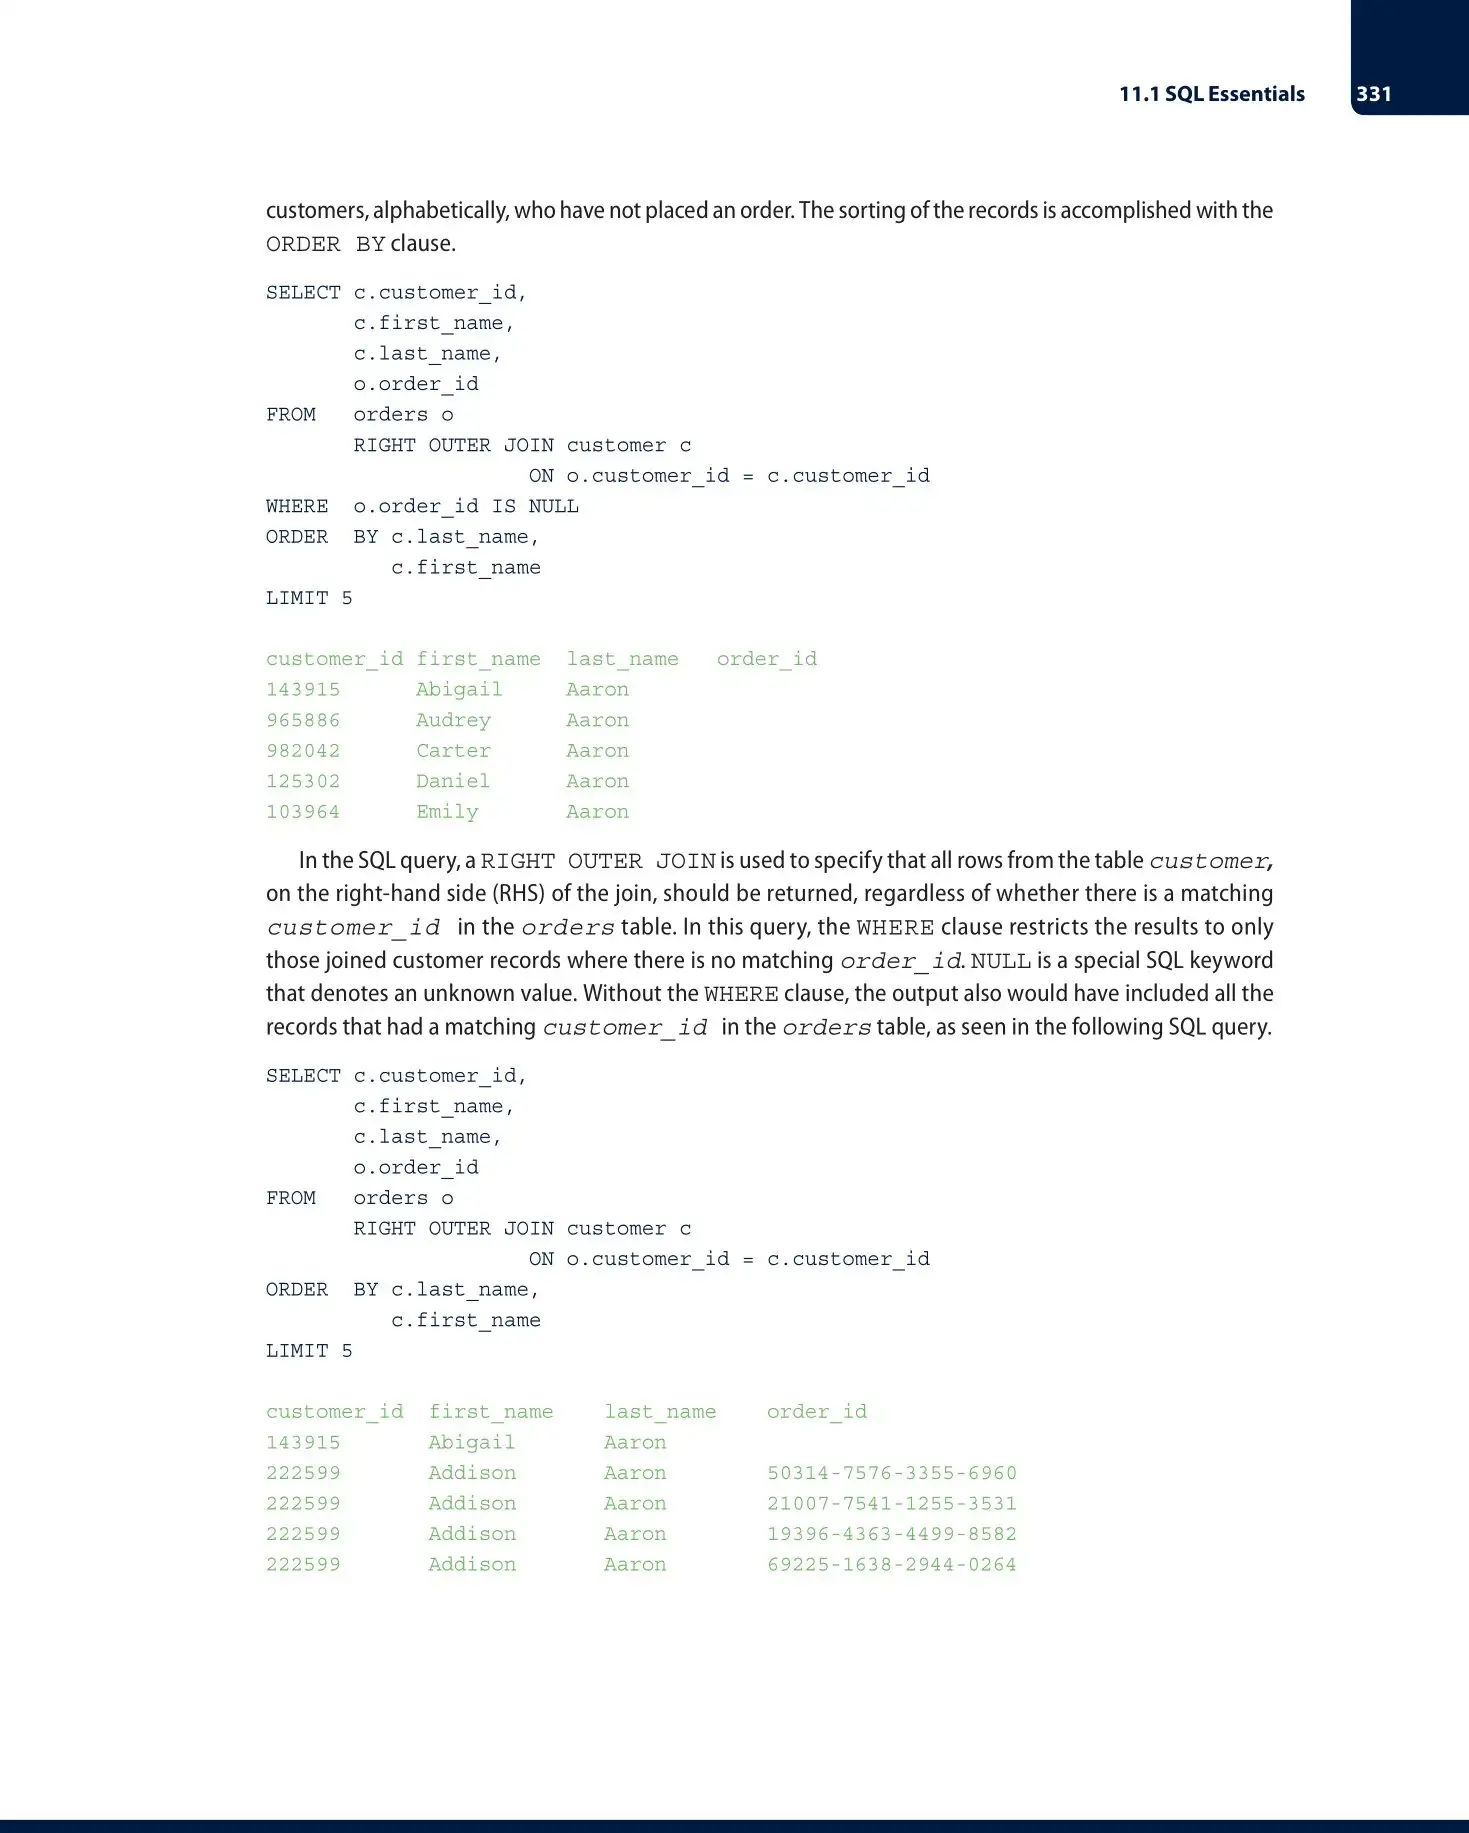 11.1 SQL Essentials 331
customers, alphabetically, who have not placed an order. The sorting of the records is accomplished with the
ORDER BY clause.
SELECT c.customer_id,
       c.first_name,
       c.last_name,
       o.order_id
FROM   orders o
       RIGHT OUTER JOIN customer c
                     ON o.customer_id = c.customer_id
WHERE  o.order_id IS NULL
ORDER  BY c.last_name,
          c.first_name
LIMIT 5
customer_id first_name  last_name   order_id
143915      Abigail     Aaron
965886      Audrey      Aaron
982042      Carter      Aaron
125302      Daniel      Aaron
103964      Emily       Aaron
In the SQL query, a RIGHT OUTER JOIN is used to specify that all rows from the table customer,
on the right-hand side (RHS) of the join, should be returned, regardless of whether there is a matching
customer_id in the orders table. In this query, the WHERE clause restricts the results to only
those joined customer records where there is no matching order_id. NULL is a special SQL keyword
that denotes an unknown value. Without the WHERE clause, the output also would have included all the
records that had a matching customer_id in the orders table, as seen in the following SQL query.
SELECT c.customer_id,
       c.first_name,
       c.last_name,
       o.order_id
FROM   orders o
       RIGHT OUTER JOIN customer c
                     ON o.customer_id = c.customer_id
ORDER  BY c.last_name,
          c.first_name
LIMIT 5
customer_id  first_name    last_name    order_id
143915       Abigail       Aaron
222599       Addison       Aaron        50314-7576-3355-6960
222599       Addison       Aaron        21007-7541-1255-3531
222599       Addison       Aaron        19396-4363-4499-8582
222599       Addison       Aaron        69225-1638-2944-0264